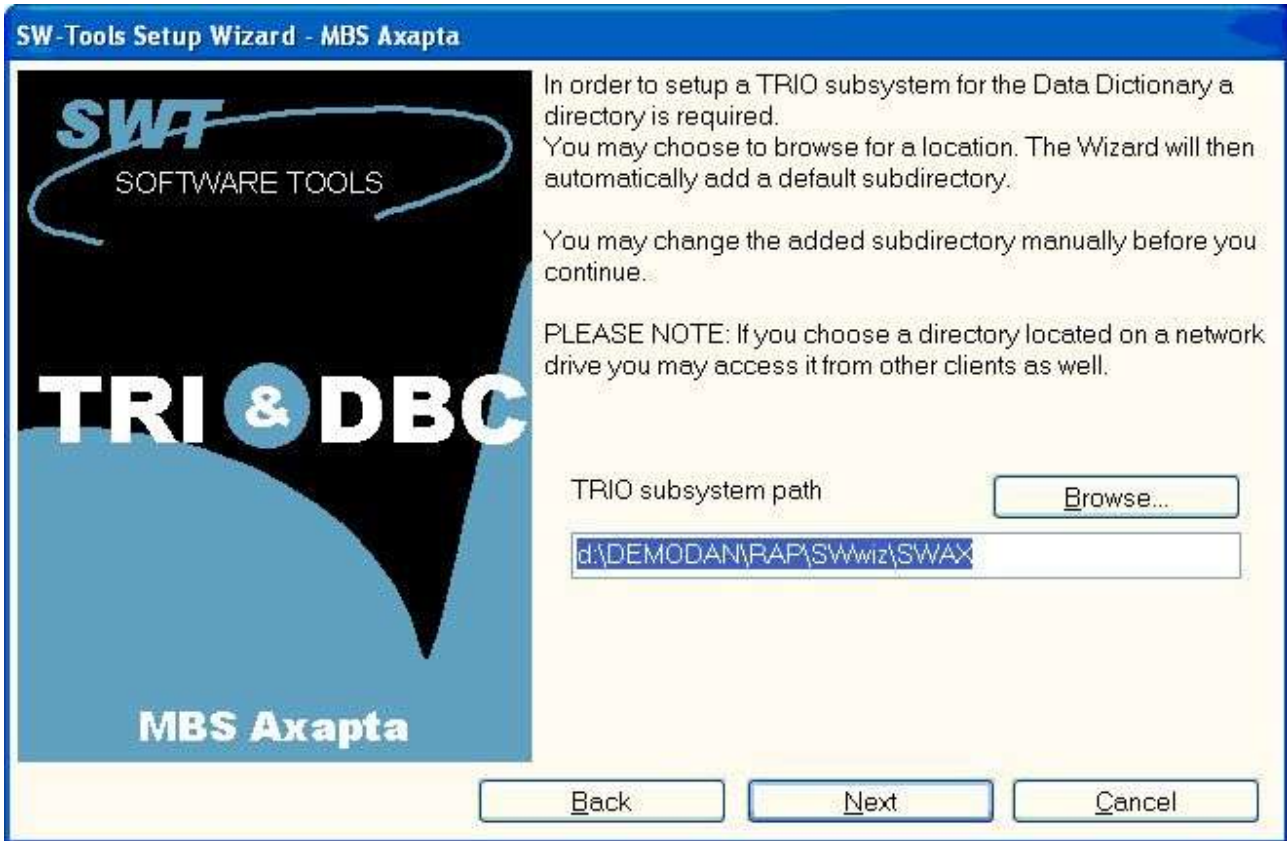 SW-Tools Setup Wizard - MBS Axapta
SWT
SOFTWARE TOOLS
TRI & DBC
MBS Axapta
In order to setup a TRIO subsystem for the Data Dictionary a
directory is required.
You may choose to browse for a location. The Wizard will then
automatically add a default subdirectory.
You may change the added subdirectory manually before you
continue.
PLEASE NOTE: If you choose a directory located on a network
drive you may access it from other clients as well.
TRIO subsystem path
Browse...
d:\DEMODAN\RAP\SWwiz\SWAX
Back
Next
Cancel